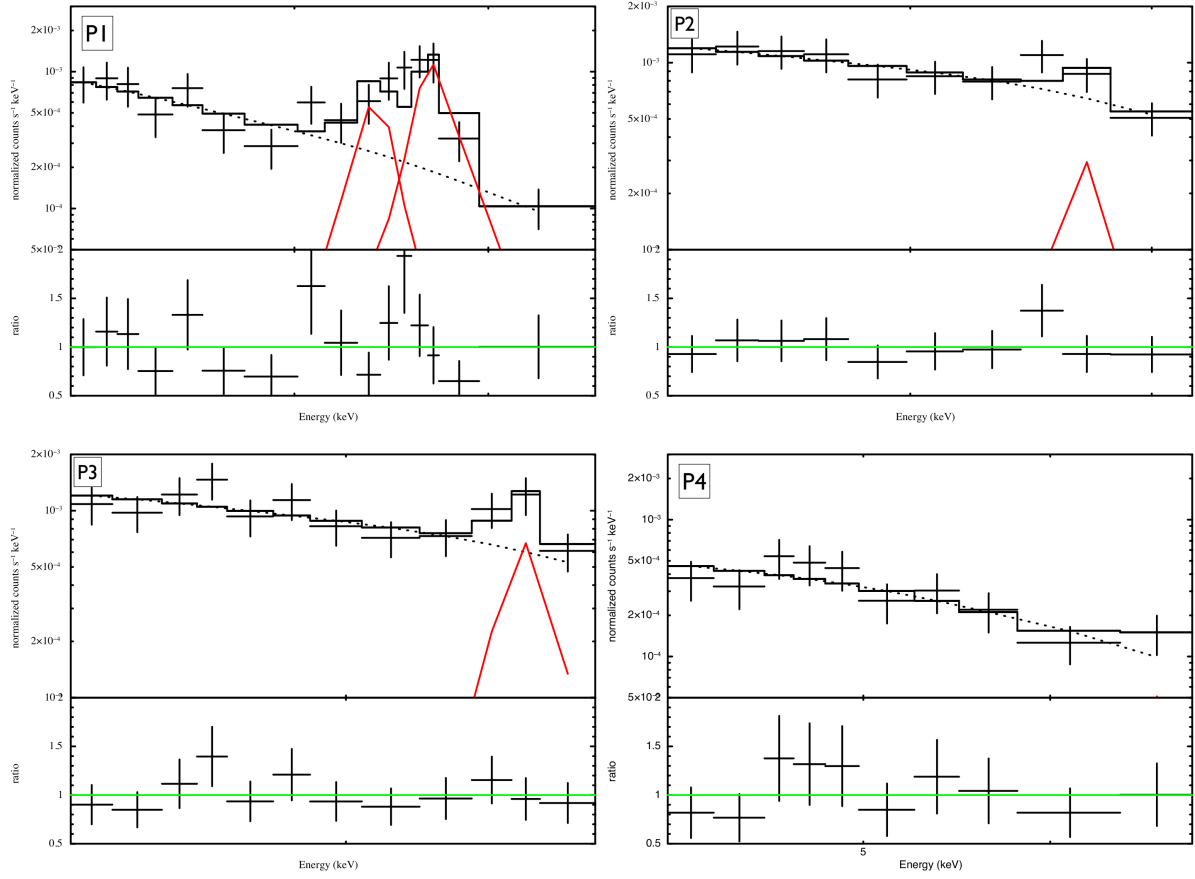 P1
normalized counts s⁻¹ keV⁻¹
2×10⁻³
10⁻³
5×10⁻⁴
2×10⁻⁴
10⁻⁴
5×10⁻²
ratio
1.5
1
0.5
Energy (keV)
P2
normalized counts s⁻¹ keV⁻¹
2×10⁻³
10⁻³
5×10⁻⁴
2×10⁻⁴
10⁻²
ratio
1.5
1
0.5
Energy (keV)
P3
normalized counts s⁻¹ keV⁻¹
2×10⁻³
10⁻³
5×10⁻⁴
2×10⁻⁴
10⁻²
ratio
1.5
1
0.5
Energy (keV)
P4
normalized counts s⁻¹ keV⁻¹
2×10⁻³
10⁻³
5×10⁻⁴
2×10⁻⁴
10⁻⁴
5×10⁻²
ratio
1.5
1
0.5
5
Energy (keV)